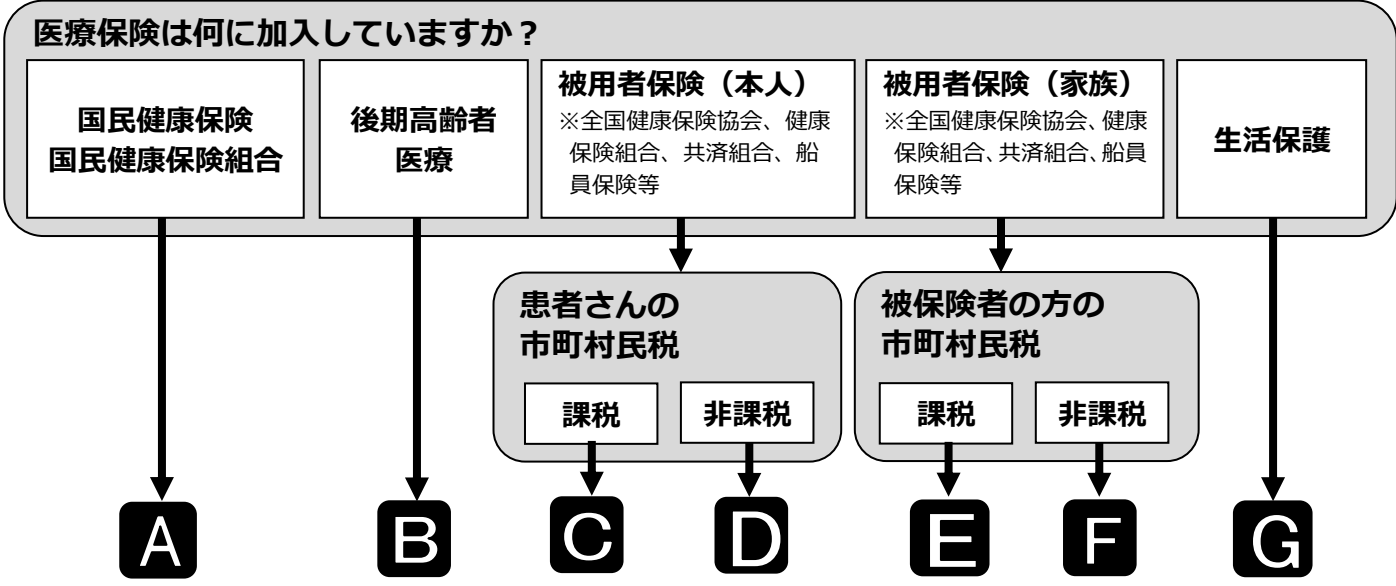 医療保険は何に加入していますか？
国民健康保険
国民健康保険組合
後期高齢者
医療
被用者保険（本人）
※全国健康保険協会、健康
保険組合、共済組合、船
員保険等
被用者保険（家族）
※全国健康保険協会、健康
保険組合、共済組合、船員
保険等
生活保護
患者さんの
市町村民税
課税
非課税
被保険者の方の
市町村民税
課税
非課税
A
B
C
D
E
F
G